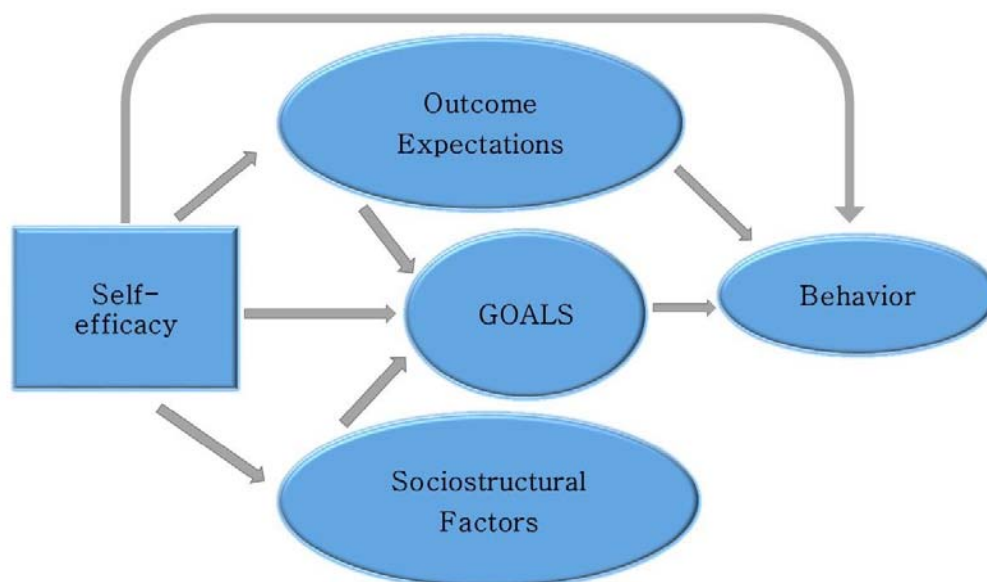 Outcome
Expectations
Self-
efficacy
GOALS
Behavior
Sociostructural
Factors